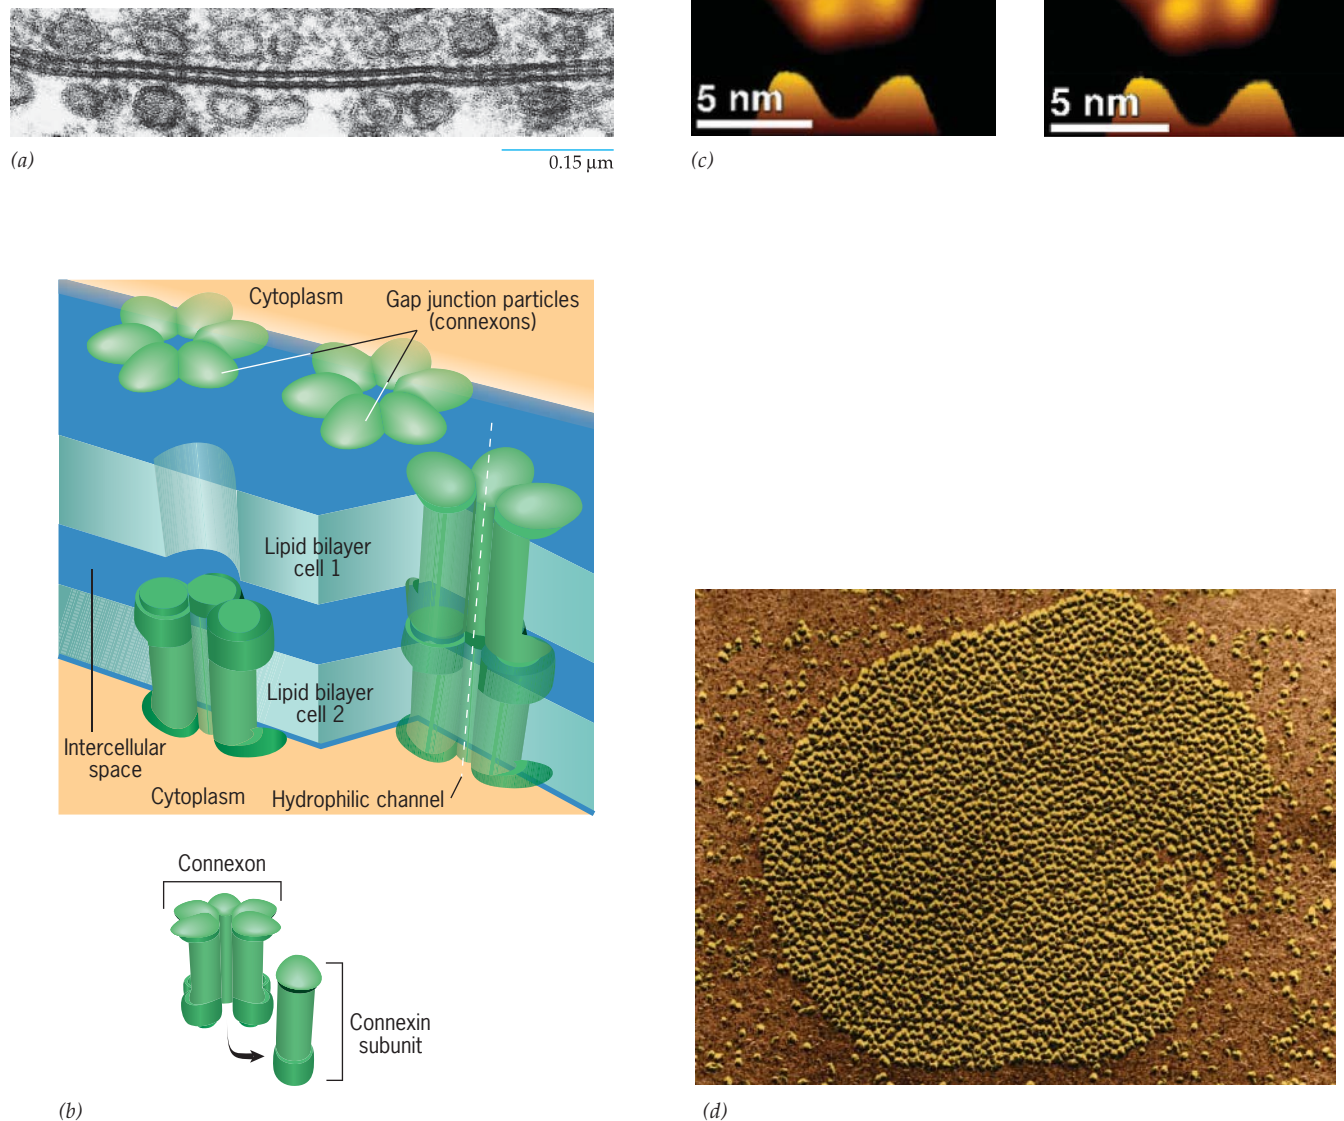 (a)
0.15 µm
5 nm
5 nm
(c)
Cytoplasm
Gap junction particles
(connexons)
Lipid bilayer
cell 1
Lipid bilayer
cell 2
Intercellular
space
Cytoplasm
Hydrophilic channel
Connexon
Connexin
subunit
(b)
(d)